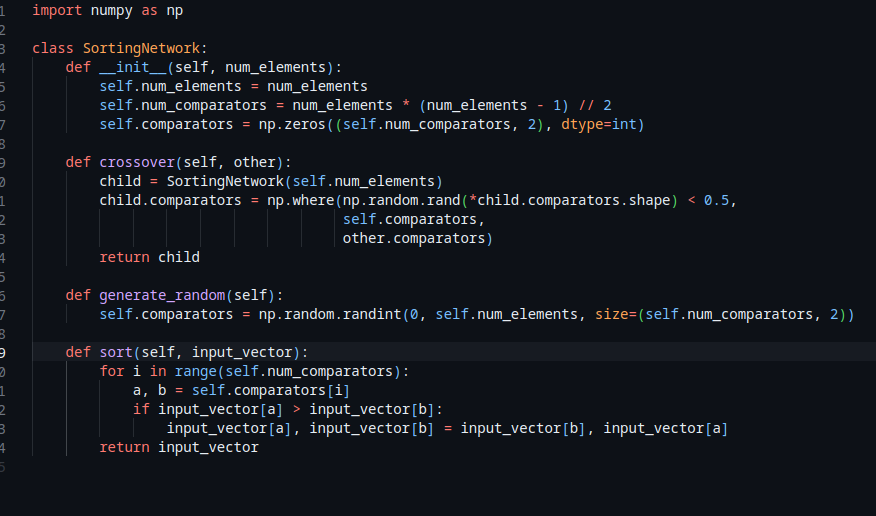 1 import numpy as np
2
3 class SortingNetwork:
4     def __init__(self, num_elements):
5         self.num_elements = num_elements
6         self.num_comparators = num_elements * (num_elements - 1) // 2
7         self.comparators = np.zeros((self.num_comparators, 2), dtype=int)
8
9     def crossover(self, other):
0         child = SortingNetwork(self.num_elements)
1         child.comparators = np.where(np.random.rand(*child.comparators.shape) < 0.5,
2                                      self.comparators,
3                                      other.comparators)
4         return child
5
6     def generate_random(self):
7         self.comparators = np.random.randint(0, self.num_elements, size=(self.num_comparators, 2))
8
9     def sort(self, input_vector):
0         for i in range(self.num_comparators):
1             a, b = self.comparators[i]
2             if input_vector[a] > input_vector[b]:
3                 input_vector[a], input_vector[b] = input_vector[b], input_vector[a]
4         return input_vector
5